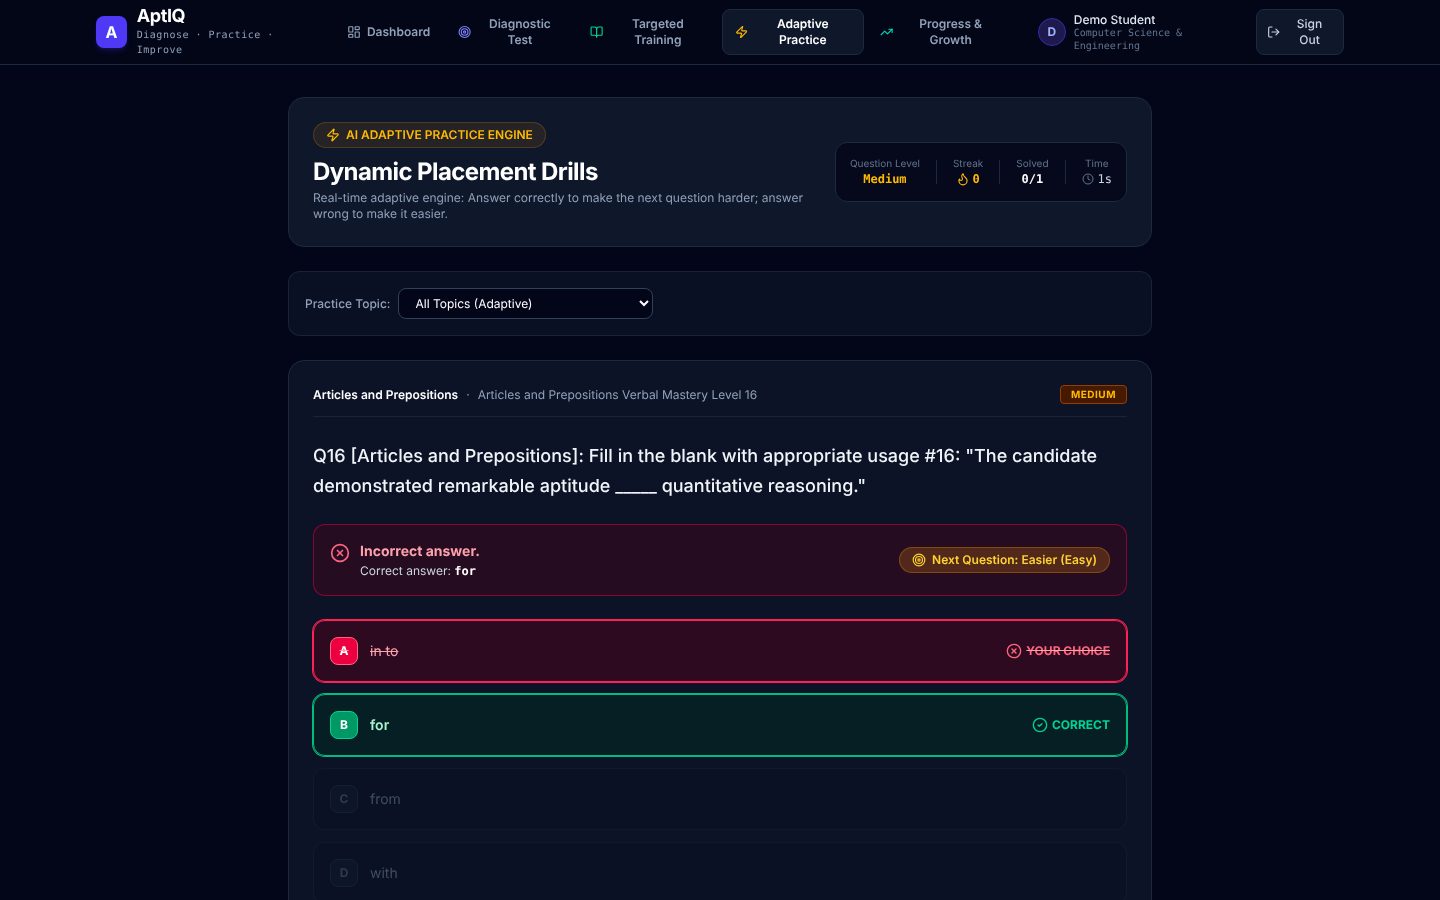 A
AptIQ
Diagnose · Practice ·
Improve
Dashboard
Diagnostic
Test
Targeted
Training
Adaptive
Practice
Progress &
Growth
D
Demo Student
Computer Science &
Engineering
Sign
Out
AI ADAPTIVE PRACTICE ENGINE
Dynamic Placement Drills
Real-time adaptive engine: Answer correctly to make the next question harder; answer
wrong to make it easier.
Question Level
Medium
Streak
0
Solved
0/1
Time
1s
Practice Topic:
All Topics (Adaptive)
Articles and Prepositions · Articles and Prepositions Verbal Mastery Level 16
MEDIUM
Q16 [Articles and Prepositions]: Fill in the blank with appropriate usage #16: "The candidate
demonstrated remarkable aptitude _____ quantitative reasoning."
Incorrect answer.
Correct answer: for
Next Question: Easier (Easy)
A in to YOUR CHOICE
B for CORRECT
C from
D with